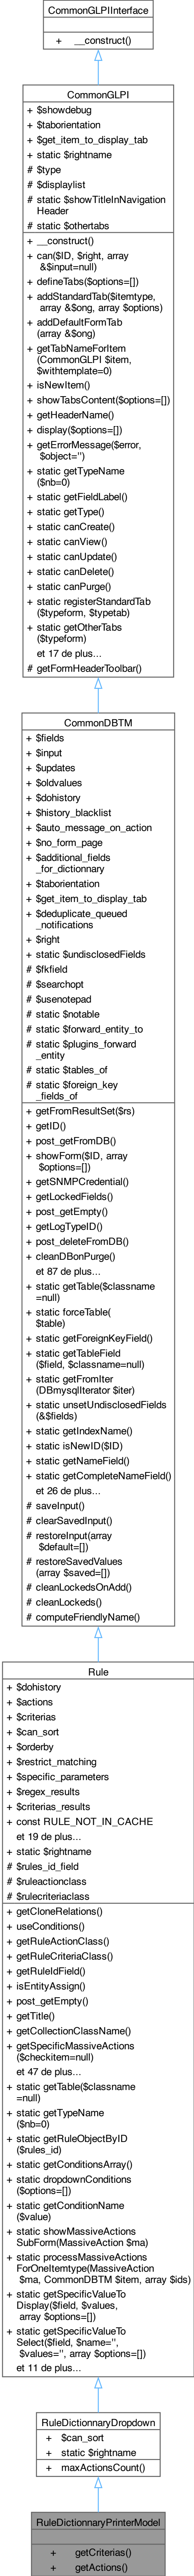 CommonGLPIInterface
+ __construct()
CommonGLPI
+ $showdebug
+ $taborientation
+ $get_item_to_display_tab
+ static $rightname
# $type
# $displaylist
# static $showTitleInNavigation
Header
# static $othertabs
+ __construct()
+ can($ID, $right, array
&$input=null)
+ defineTabs($options=[])
+ addStandardTab($itemtype,
array &$ong, array $options)
+ addDefaultFormTab
(array &$ong)
+ getTabNameForItem
(CommonGLPI $item,
$withtemplate=0)
+ isNewItem()
+ showTabsContent($options=[])
+ getHeaderName()
+ display($options=[])
+ getErrorMessage($error,
$object='')
+ static getTypeName
($nb=0)
+ static getFieldLabel()
+ static getType()
+ static canCreate()
+ static canView()
+ static canUpdate()
+ static canDelete()
+ static canPurge()
+ static registerStandardTab
($typeform, $typetab)
+ static getOtherTabs
($typeform)
et 17 de plus...
# getFormHeaderToolbar()
CommonDBTM
+ $fields
+ $input
+ $updates
+ $oldvalues
+ $dohistory
+ $history_blacklist
+ $auto_message_on_action
+ $no_form_page
+ $additional_fields
_for_dictionnary
+ $taborientation
+ $get_item_to_display_tab
+ $deduplicate_queued
_notifications
+ $right
+ static $undisclosedFields
# $fkfield
# $searchopt
# $usenotepad
# static $notable
# static $forward_entity_to
# static $plugins_forward
_entity
# static $tables_of
# static $foreign_key
_fields_of
+ getFromResultSet($rs)
+ getID()
+ post_getFromDB()
+ showForm($ID, array
$options=[])
+ getSNMPCredential()
+ getLockedFields()
+ post_getEmpty()
+ getLogTypeID()
+ post_deleteFromDB()
+ cleanDBonPurge()
et 87 de plus...
+ static getTable($classname
=null)
+ static forceTable(
$table)
+ static getForeignKeyField()
+ static getTableField
($field, $classname=null)
+ static getFromIter
(DBmysqlIterator $iter)
+ static unsetUndisclosedFields
(&$fields)
+ static getIndexName()
+ static isNewID($ID)
+ static getNameField()
+ static getCompleteNameField()
et 26 de plus...
# saveInput()
# clearSavedInput()
# restoreInput(array
$default=[])
# restoreSavedValues
(array $saved=[])
# cleanLockedsOnAdd()
# cleanLockeds()
# computeFriendlyName()
Rule
+ $dohistory
+ $actions
+ $criterias
+ $can_sort
+ $orderby
+ $restrict_matching
+ $specific_parameters
+ $regex_results
+ $criterias_results
+ const RULE_NOT_IN_CACHE
et 19 de plus...
+ static $rightname
# $rules_id_field
# $ruleactionclass
# $rulecriteriaclass
+ getCloneRelations()
+ useConditions()
+ getRuleActionClass()
+ getRuleCriteriaClass()
+ getRuleIdField()
+ isEntityAssign()
+ post_getEmpty()
+ getTitle()
+ getCollectionClassName()
+ getSpecificMassiveActions
($checkitem=null)
et 47 de plus...
+ static getTable($classname
=null)
+ static getTypeName
($nb=0)
+ static getRuleObjectByID
($rules_id)
+ static getConditionsArray()
+ static dropdownConditions
($options=[])
+ static getConditionName
($value)
+ static showMassiveActions
SubForm(MassiveAction $ma)
+ static processMassiveActions
ForOneItemtype(MassiveAction
$ma, CommonDBTM $item, array $ids)
+ static getSpecificValueTo
Display($field, $values,
array $options=[])
+ static getSpecificValueTo
Select($field, $name='',
$values='', array $options=[])
et 11 de plus...
RuleDictionnaryDropdown
+ $can_sort
+ static $rightname
+ maxActionsCount()
RuleDictionnaryPrinterModel
+ getCriterias()
+ getActions()